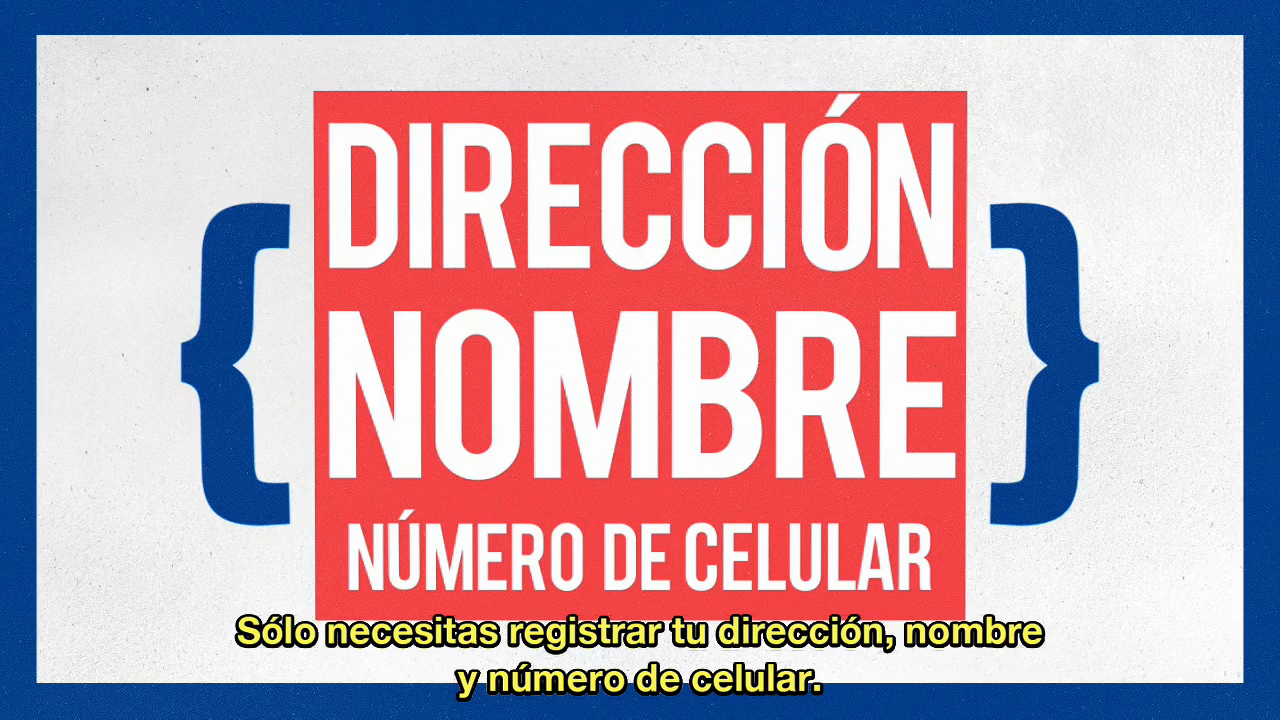 DIRECCIÓN
NOMBRE
NÚMERO DE CELULAR
Sólo necesitas registrar tu dirección, nombre
y número de celular.